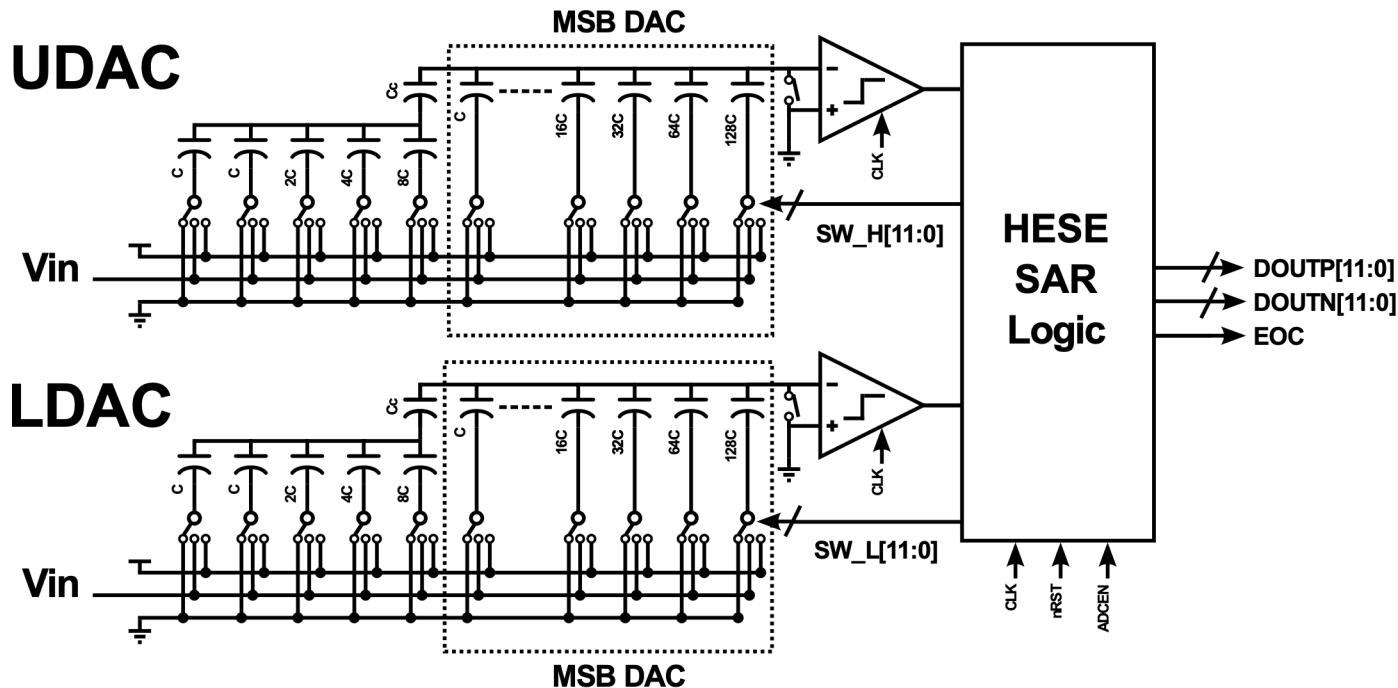 MSB DAC
UDAC
Cc
C
16C
32C
64C
128C
C
C
2C
4C
8C
CLK
SW_H[11:0]
Vin
HESE
SAR
Logic
DOUTP[11:0]
DOUTN[11:0]
EOC
LDAC
Cc
C
16C
32C
64C
128C
C
C
2C
4C
8C
CLK
SW_L[11:0]
Vin
CLK
nRST
ADCEN
MSB DAC